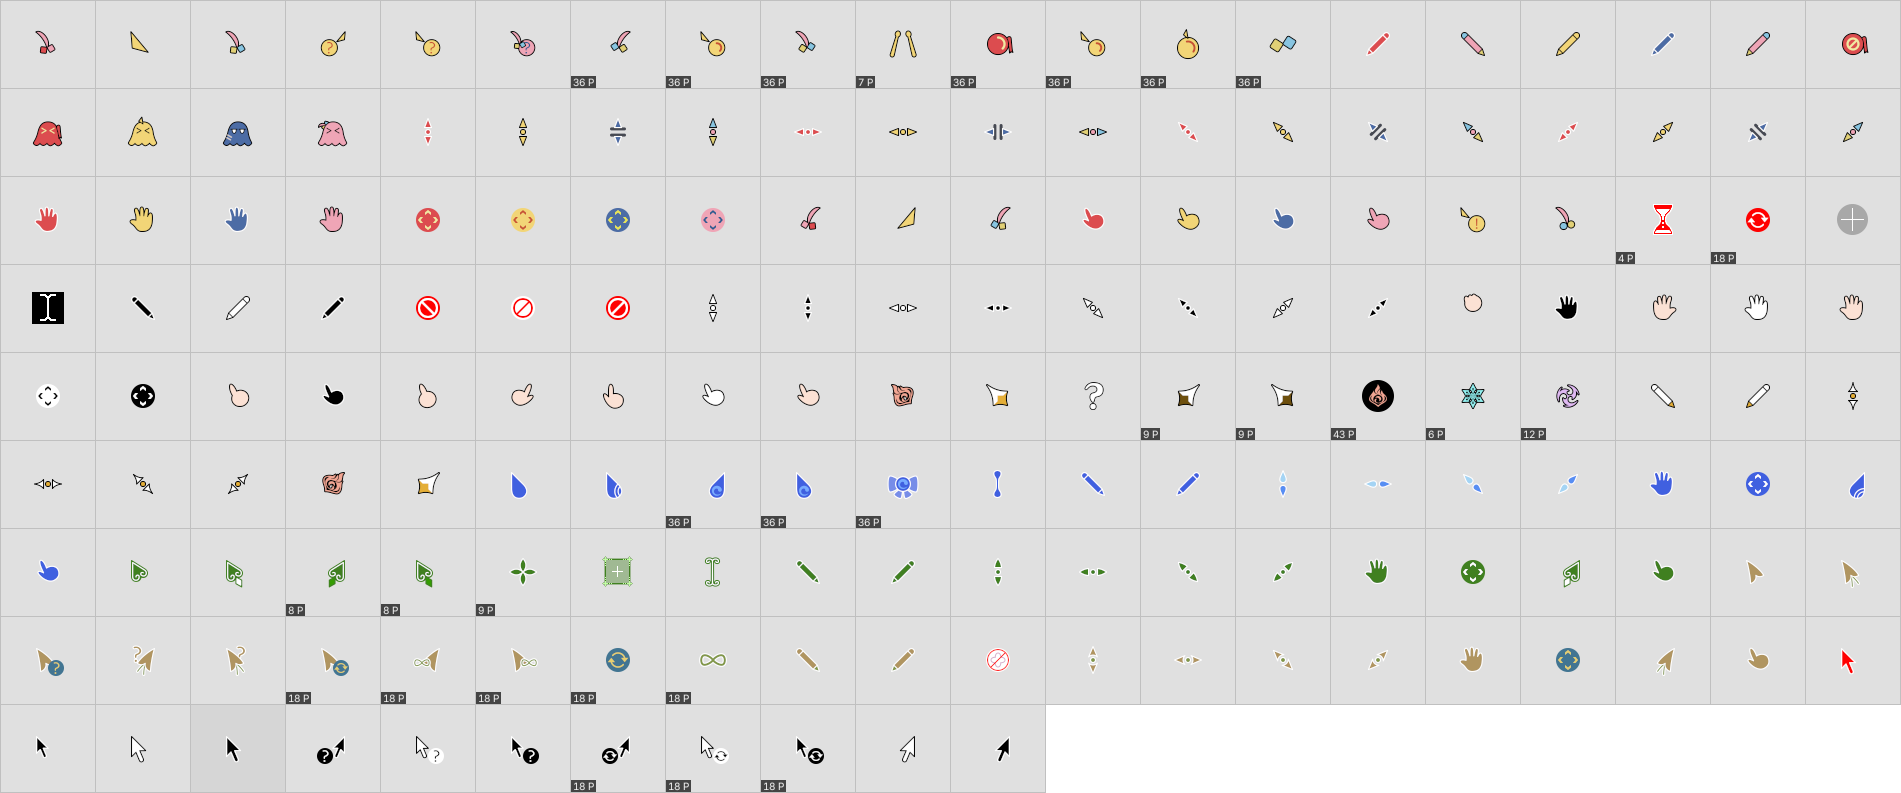 ? ? ?
36 P 36 P 36 P 7 P 36 P 36 P 36 P 36 P
!
4 P 18 P
?
9 P 9 P 43 P 6 P 12 P
36 P 36 P 36 P
8 P 8 P 9 P
? ? ?
18 P 18 P 18 P 18 P 18 P
? ? ?
18 P 18 P 18 P